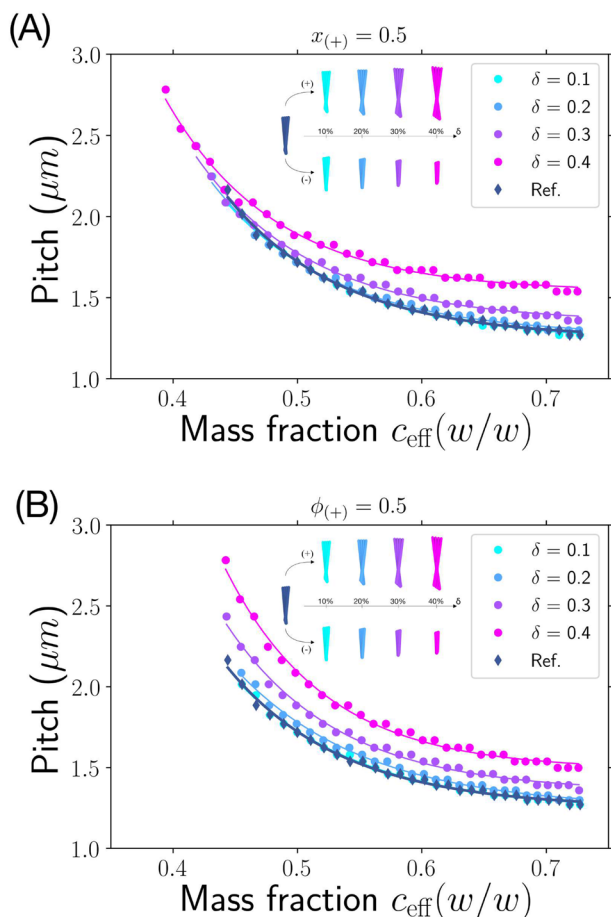 (A)
x(+) = 0.5
3.0
2.5
2.0
1.5
1.0
Pitch (μm)
(+)
10% 20% 30% 40% δ
(-)
δ = 0.1
δ = 0.2
δ = 0.3
δ = 0.4
Ref.
0.4 0.5 0.6 0.7
Mass fraction ceff(w/w)
(B)
ϕ(+) = 0.5
3.0
2.5
2.0
1.5
1.0
Pitch (μm)
(+)
10% 20% 30% 40% δ
(-)
δ = 0.1
δ = 0.2
δ = 0.3
δ = 0.4
Ref.
0.4 0.5 0.6 0.7
Mass fraction ceff(w/w)